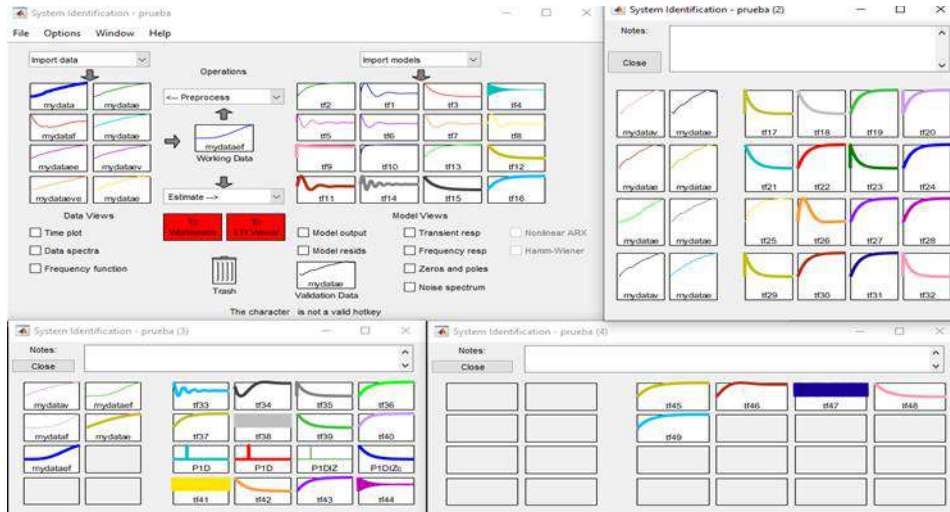 System Identification - prueba
File Options Window Help
Import data
Operations
Import models
mydata mydatae
<-- Preprocess
tf2 tf1 tf3 tf4
mydataf mydatae
mydataef
Working Data
tf5 tf6 tf7 tf8
mydataee mydataev
tf9 tf10 tf13 tf12
mydataeve mydatae
Estimate -->
tf11 tf14 tf15 tf16
Data Views
To
Workspace
To
LTI Viewer
Model Views
Time plot
Data spectra
Frequency function
Model output
Model resids
Transient resp
Frequency resp
Zeros and poles
Noise spectrum
Nonlinear ARX
Hamm-Wiener
Trash
mydatae
Validation Data
The character is not a valid hotkey
System Identification - prueba (2)
Notes:
Close
mydatav mydatae tf17 tf18 tf19 tf20
mydatae mydatae tf21 tf22 tf23 tf24
mydatae mydatae tf25 tf26 tf27 tf28
mydatav mydatae tf29 tf30 tf31 tf32
System Identification - prueba (3)
Notes:
Close
mydatav mydataef tf33 tf34 tf35 tf36
mydataf mydatae tf37 tf38 tf39 tf40
mydataef P1D P1D P1DIZ P1DIZc
tf41 tf42 tf43 tf44
System Identification - prueba (4)
Notes:
Close
tf45 tf46 tf47 tf48
tf49